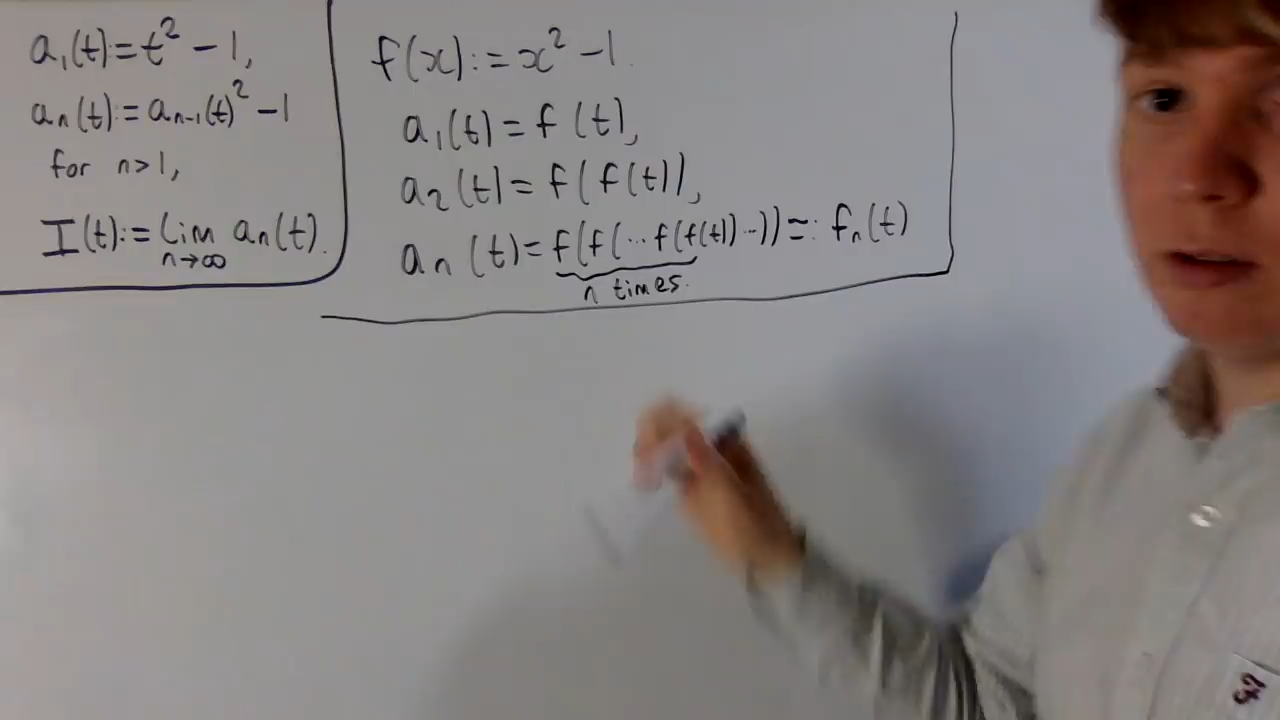 a₁(t):=t² – 1,
aₙ(t):=aₙ₋₁(t)² – 1
for n>1,
I(t):= lim aₙ(t).
n→∞
f(x):= x² – 1.
a₁(t) = f(t),
a₂(t) = f(f(t)),
aₙ(t) = f(f(...f(f(t))...)) =: fₙ(t)
n times.